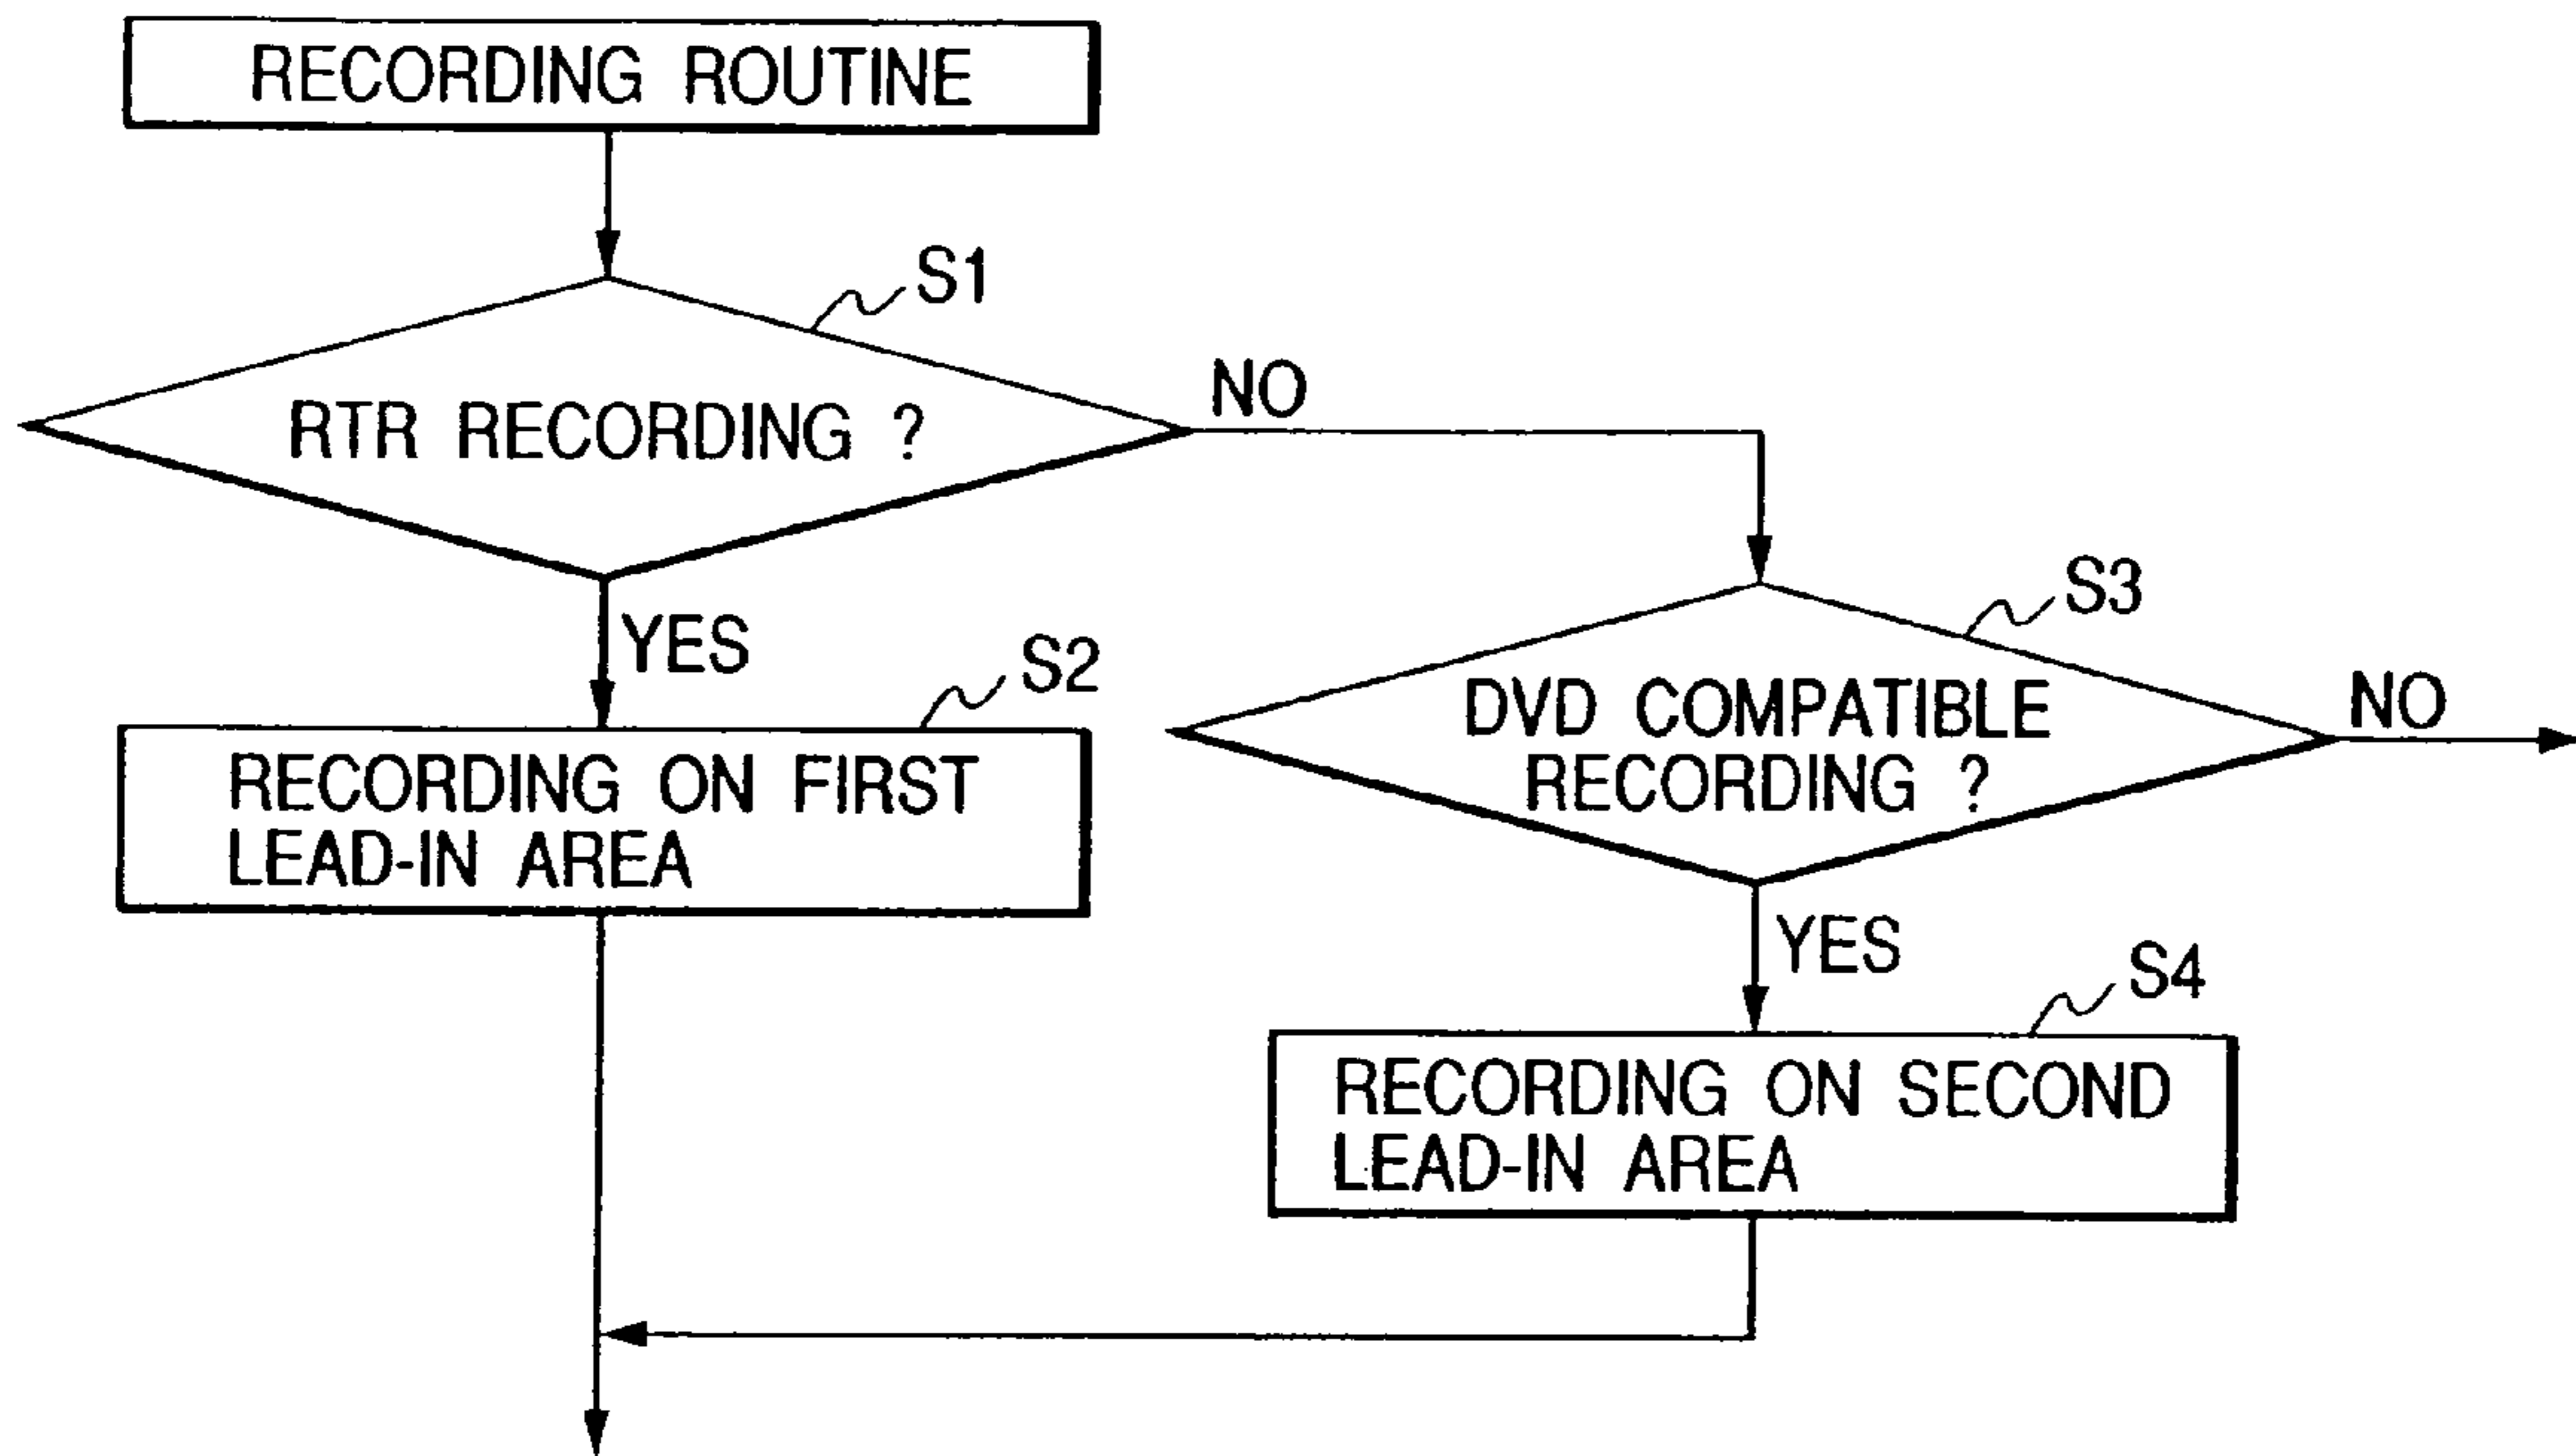 RECORDING ROUTINE
S1
RTR RECORDING ?
NO
YES
S2
RECORDING ON FIRST
LEAD-IN AREA
S3
DVD COMPATIBLE
RECORDING ?
NO
YES
S4
RECORDING ON SECOND
LEAD-IN AREA